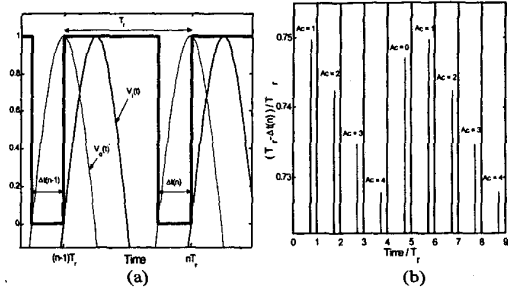 T_r
1
0.8
0.6
0.4
0.2
0
V_i(t)
V_o(t)
Δt(n-1)
Δt(n)
(n-1)T_r
Time
nT_r
(a)
(T_r-Δt(n))/T_r
0.75
0.74
0.73
Ac=1
Ac=2
Ac=3
Ac=4
Ac=0
Ac=1
Ac=2
Ac=3
Ac=4
0 1 2 3 4 5 6 7 8 9
Time/T_r
(b)